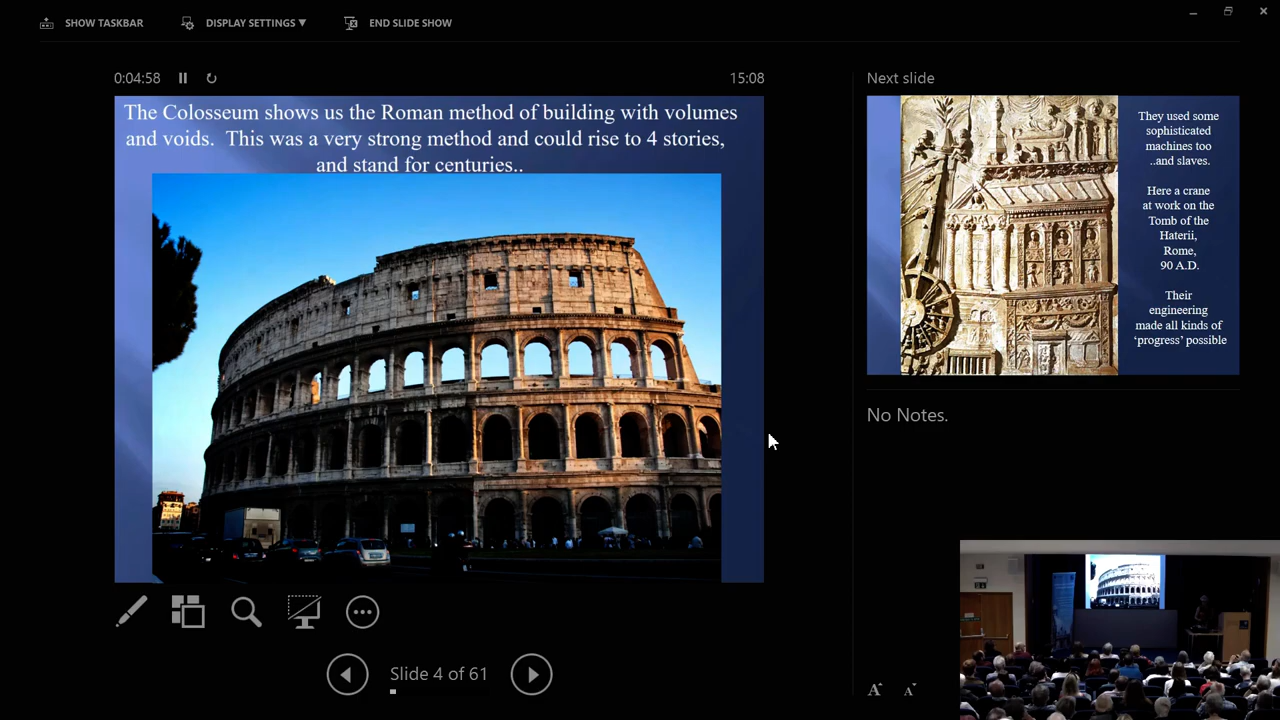 SHOW TASKBAR
DISPLAY SETTINGS ▼
END SLIDE SHOW
0:04:58
15:08
The Colosseum shows us the Roman method of building with volumes
and voids.  This was a very strong method and could rise to 4 stories,
and stand for centuries..
Slide 4 of 61
Next slide
They used some
sophisticated
machines too
..and slaves.
Here a crane
at work on the
Tomb of the
Haterii,
Rome,
90 A.D.
Their
engineering
made all kinds of
‘progress’ possible
No Notes.
A A